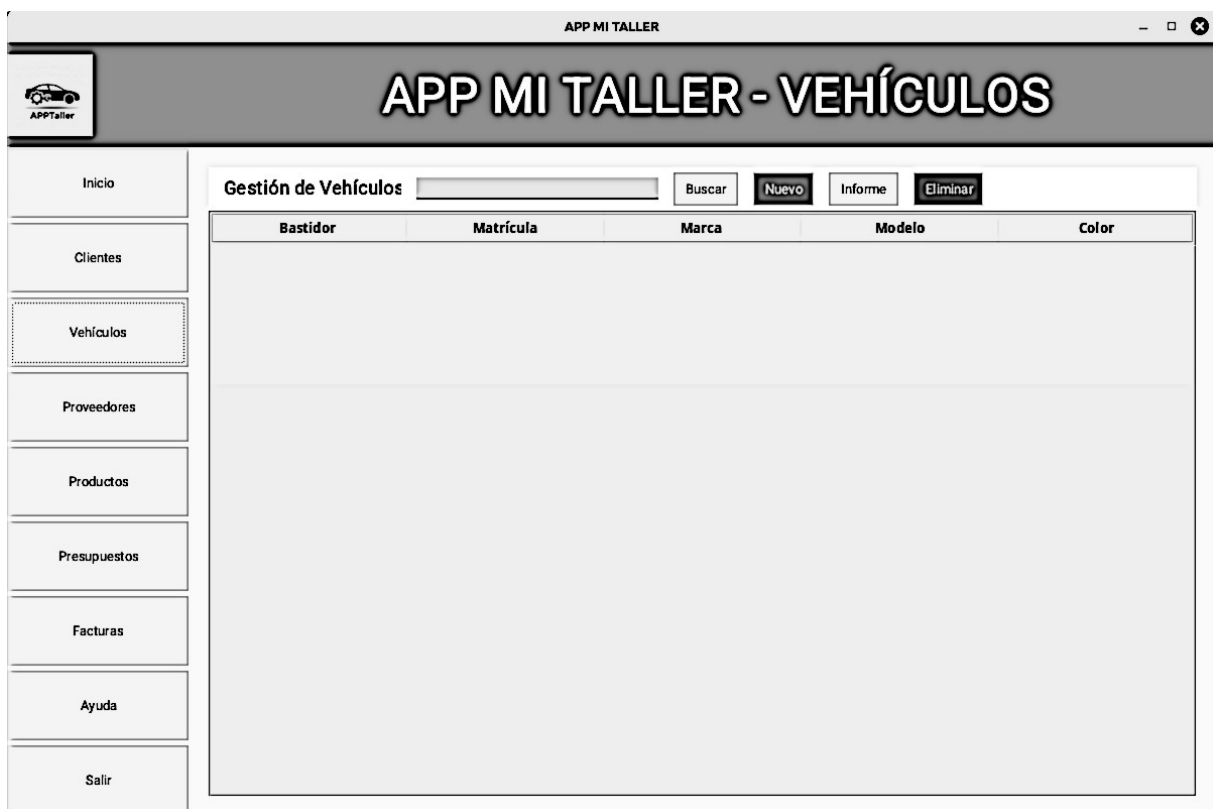 APP MI TALLER
APPTaller
APP MI TALLER - VEHÍCULOS
Inicio
Clientes
Vehículos
Proveedores
Productos
Presupuestos
Facturas
Ayuda
Salir
Gestión de Vehículos Buscar Nuevo Informe Eliminar
Bastidor Matrícula Marca Modelo Color